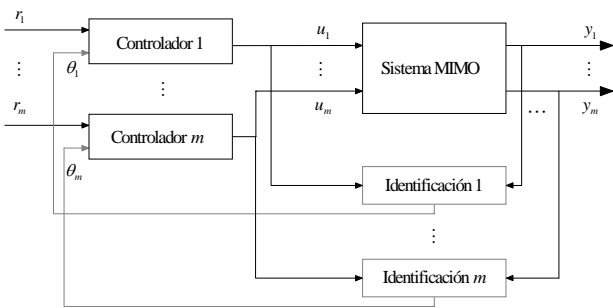 r₁
Controlador 1
u₁
Sistema MIMO
y₁
θ₁
⋮
⋮
⋮
⋮
rₘ
Controlador m
uₘ
...
yₘ
θₘ
Identificación 1
⋮
Identificación m